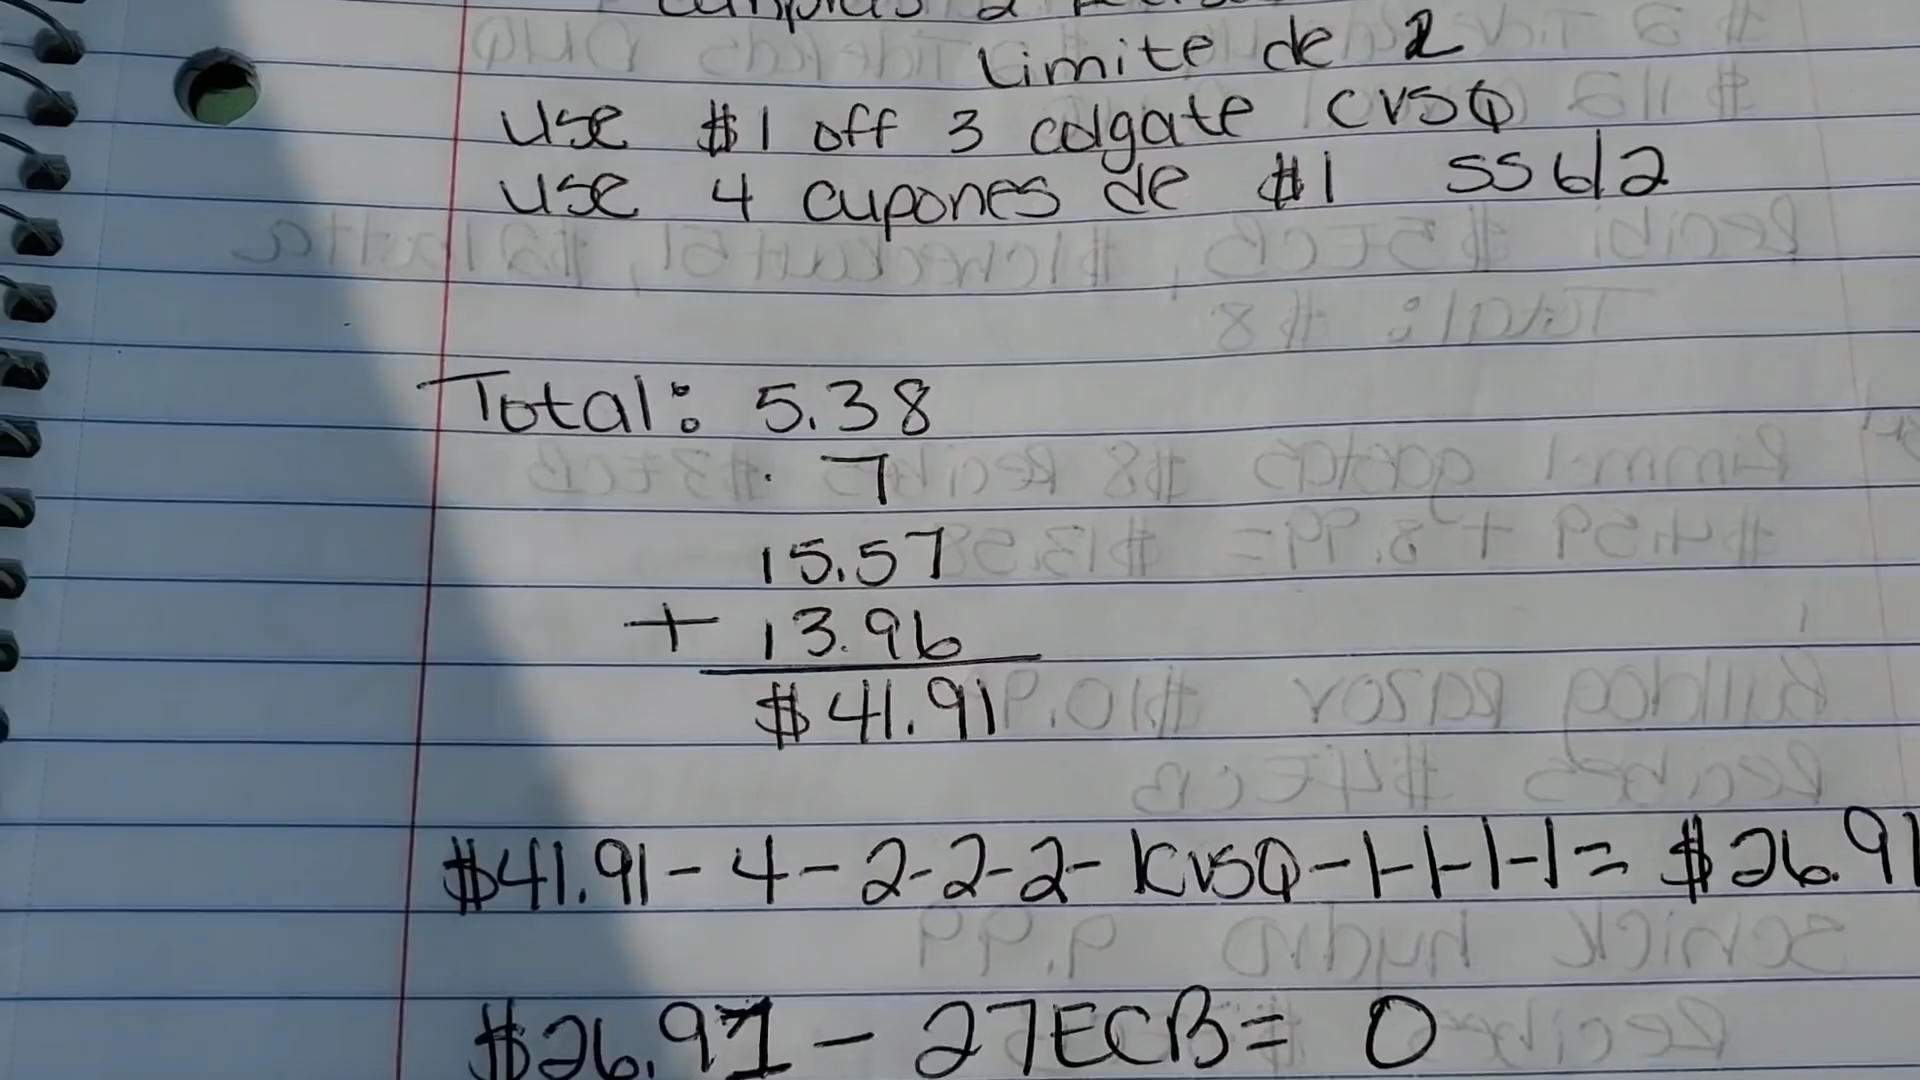 Limite de 2
Use $1 off 3 colgate CVSQ
Use 4 cupones de $1 SS 6/2
Total: 5.38
. 7
15.57
+ 13.96
$41.91
$41.91 - 4 - 2 - 2 - 2 - 1CVSQ - 1 - 1 - 1 - 1 = $26.91
$26.91 - 27ECB = 0